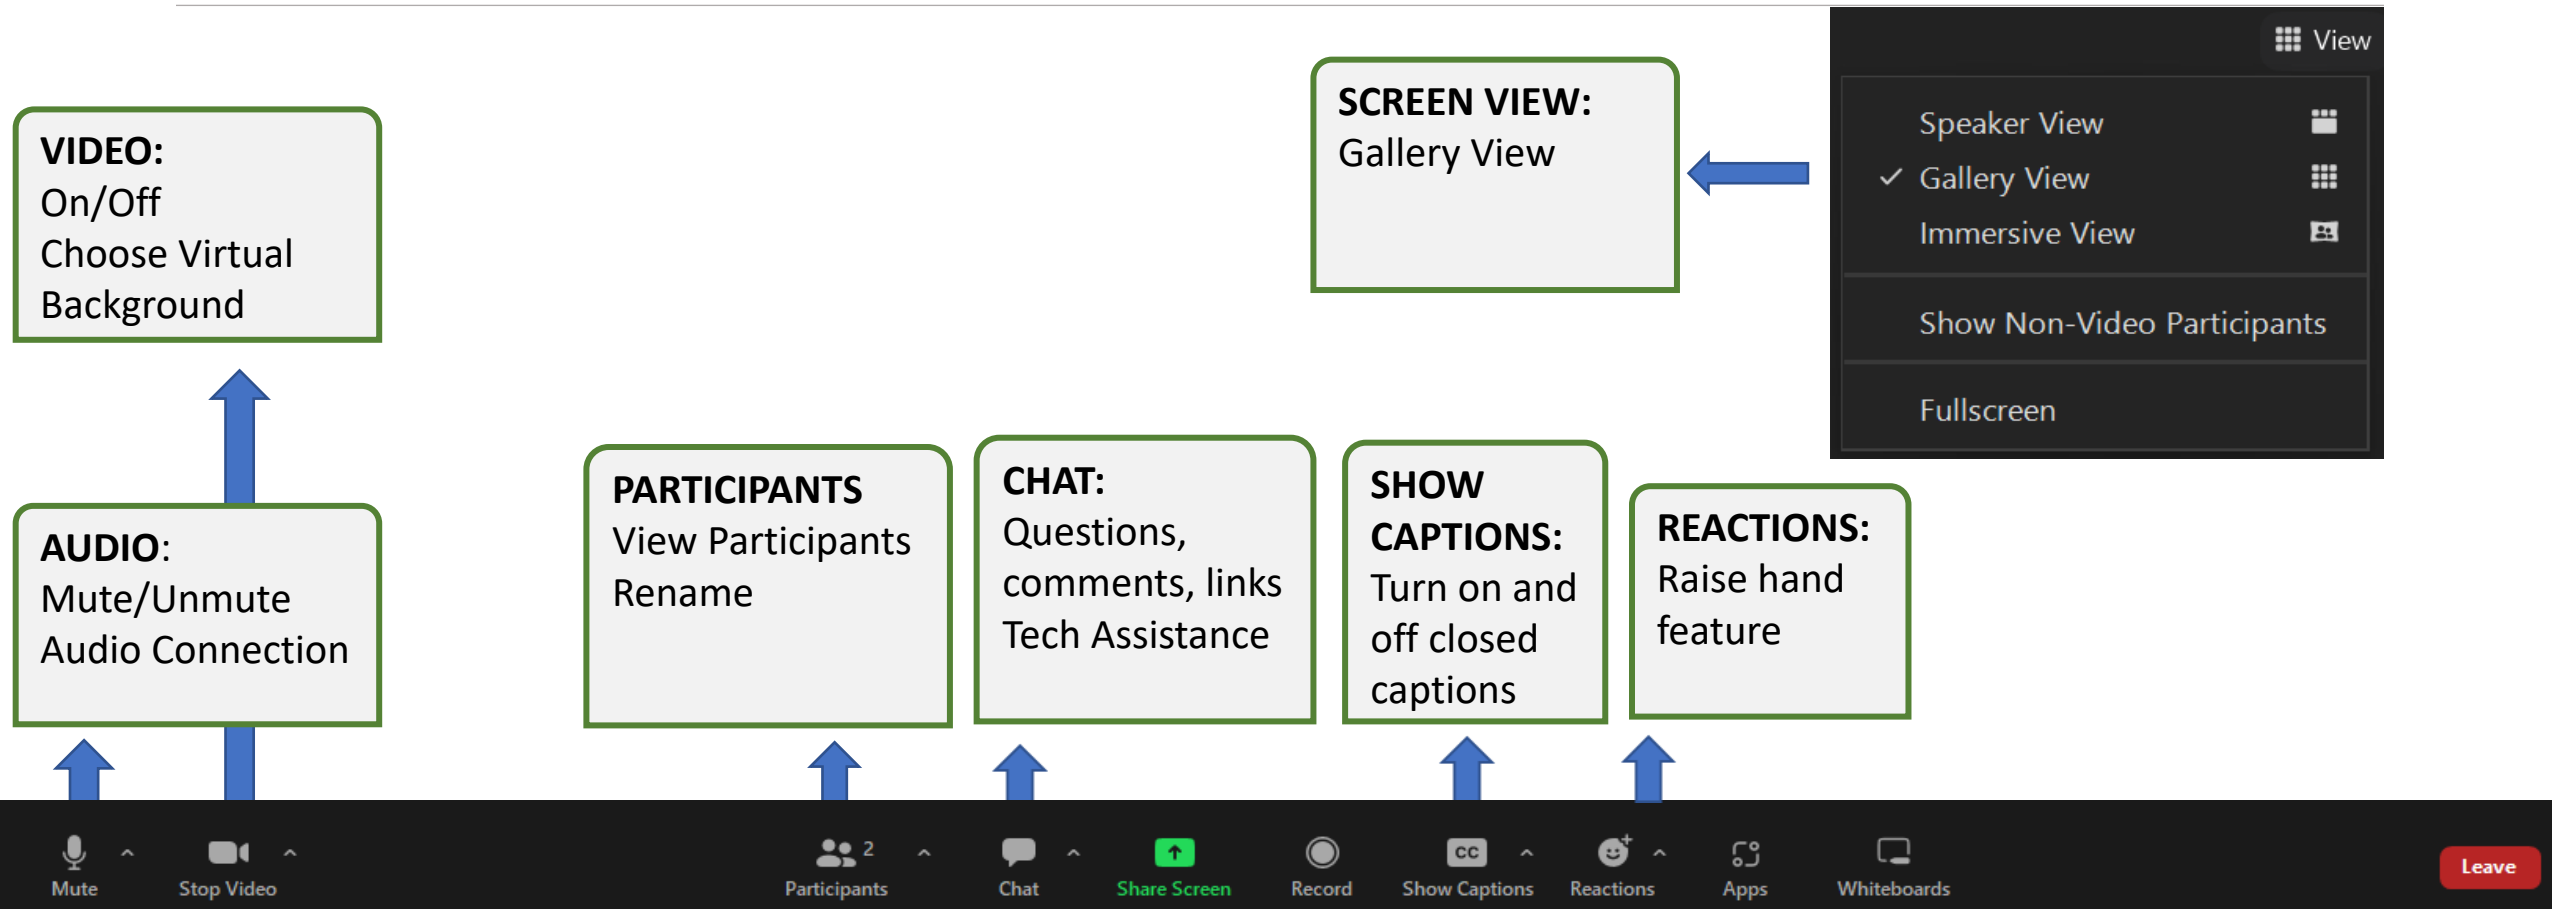 View
Speaker View
Gallery View
Immersive View
Show Non-Video Participants
Fullscreen
SCREEN VIEW:
Gallery View
VIDEO:
On/Off
Choose Virtual
Background
AUDIO:
Mute/Unmute
Audio Connection
PARTICIPANTS
View Participants
Rename
CHAT:
Questions,
comments, links
Tech Assistance
SHOW
CAPTIONS:
Turn on and
off closed
captions
REACTIONS:
Raise hand
feature
Mute
Stop Video
2
Participants
Chat
Share Screen
Record
CC
Show Captions
Reactions
Apps
Whiteboards
Leave